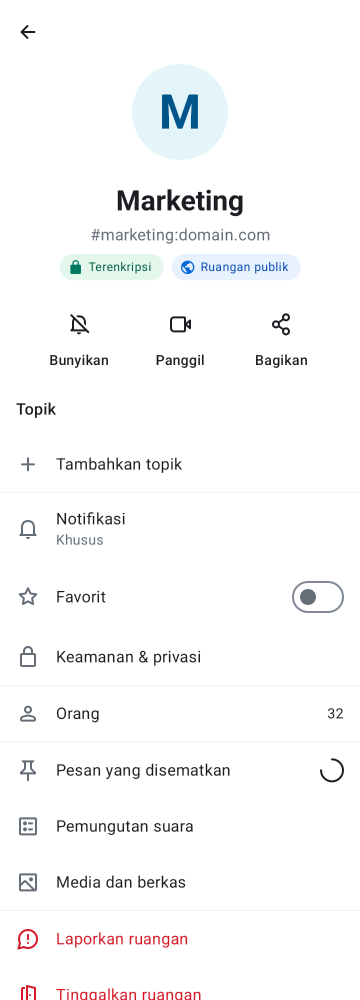 M
Marketing
#marketing:domain.com
Terenkripsi Ruangan publik
Bunyikan Panggil Bagikan
Topik
Tambahkan topik
Notifikasi
Khusus
Favorit
Keamanan & privasi
Orang 32
Pesan yang disematkan
Pemungutan suara
Media dan berkas
Laporkan ruangan
Tinggalkan ruangan